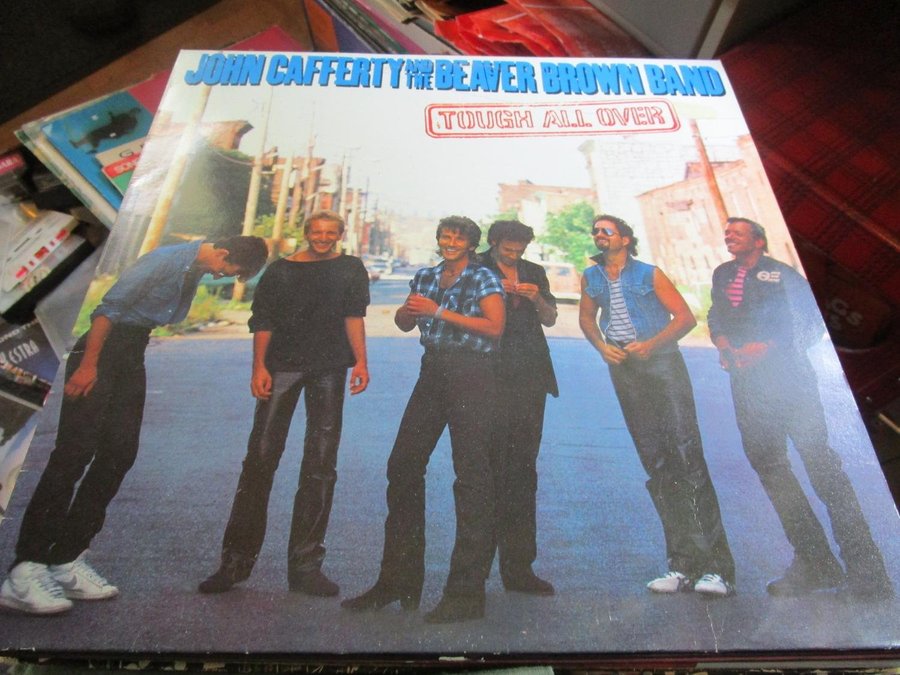 JOHN CAFFERTY AND THE BEAVER BROWN BAND
TOUGH ALL OVER